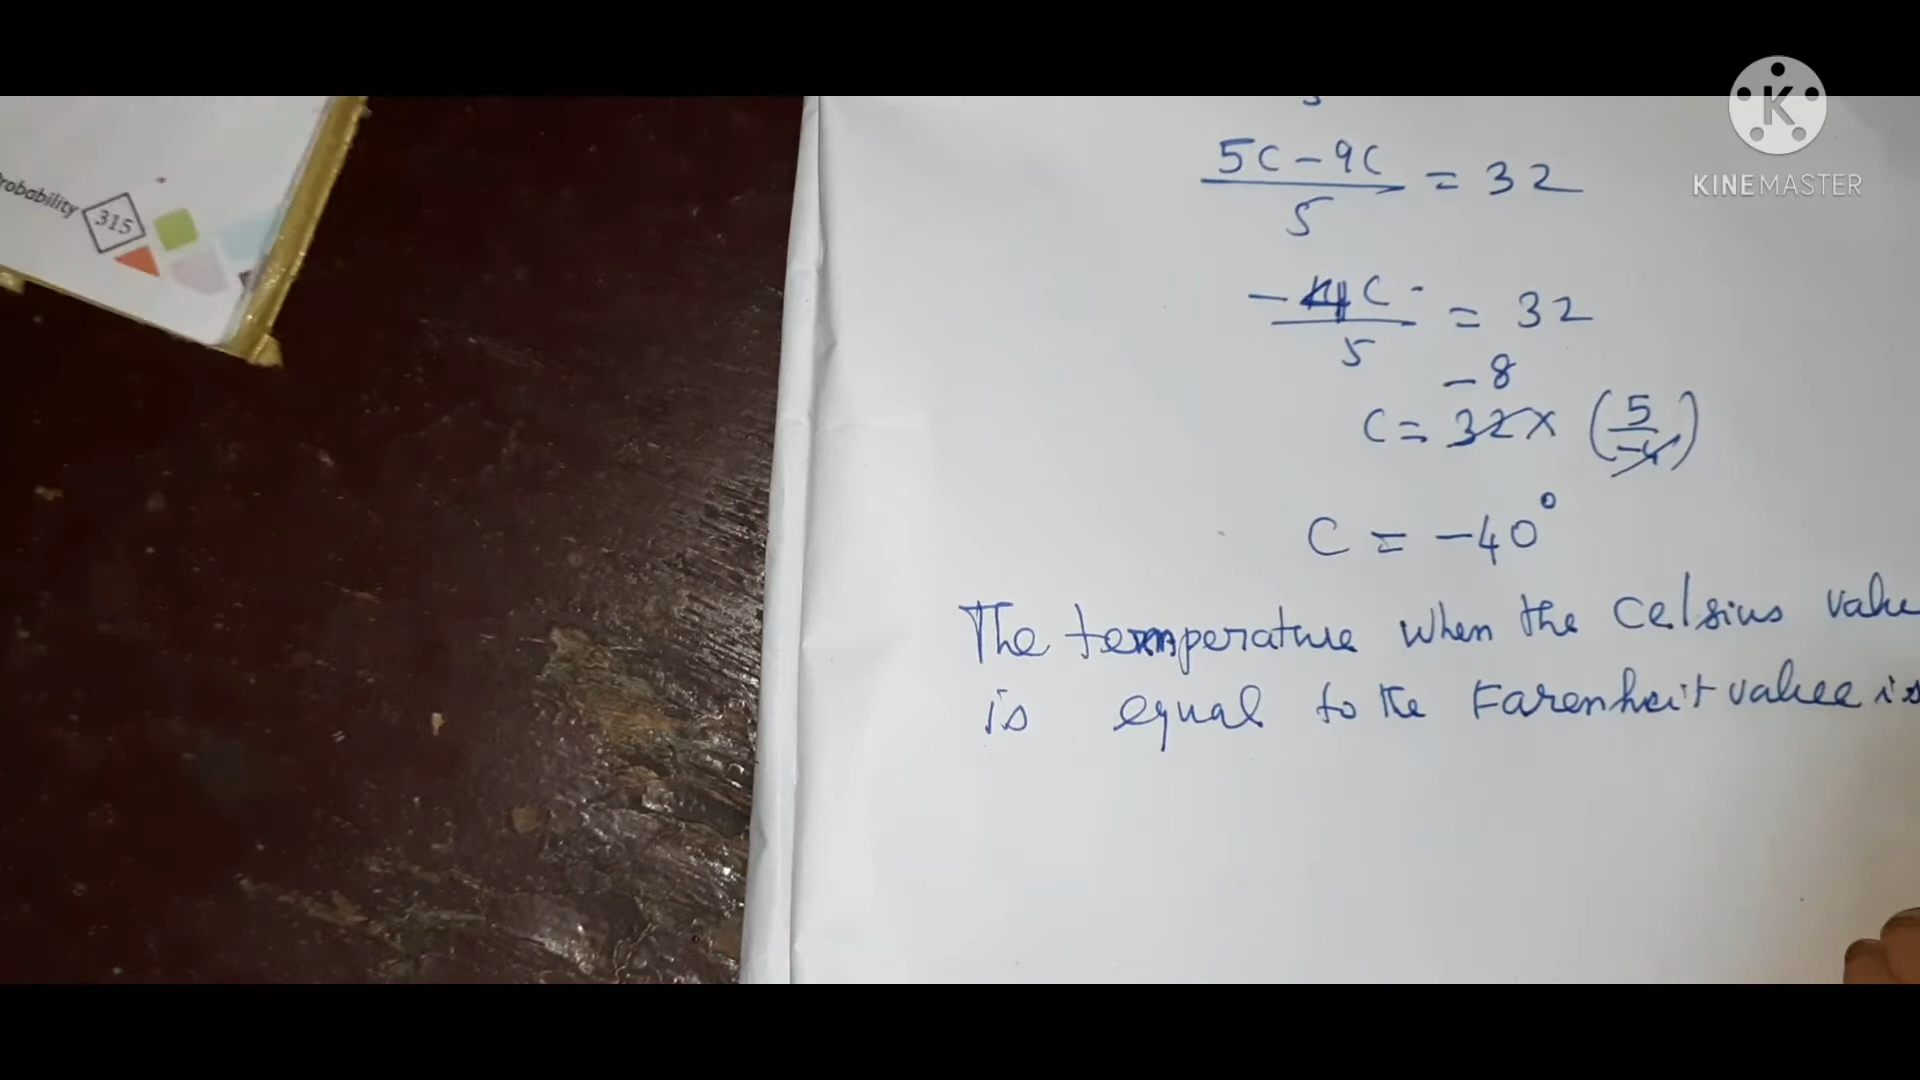 K
KINEMASTER
robability 315
5C - 9C / 5 = 32
- 4C / 5 = 32
- 8
C = 32 x (5 / -4)
C = -40°
The temperature when the Celsius value
is equal to the Farenheit value is